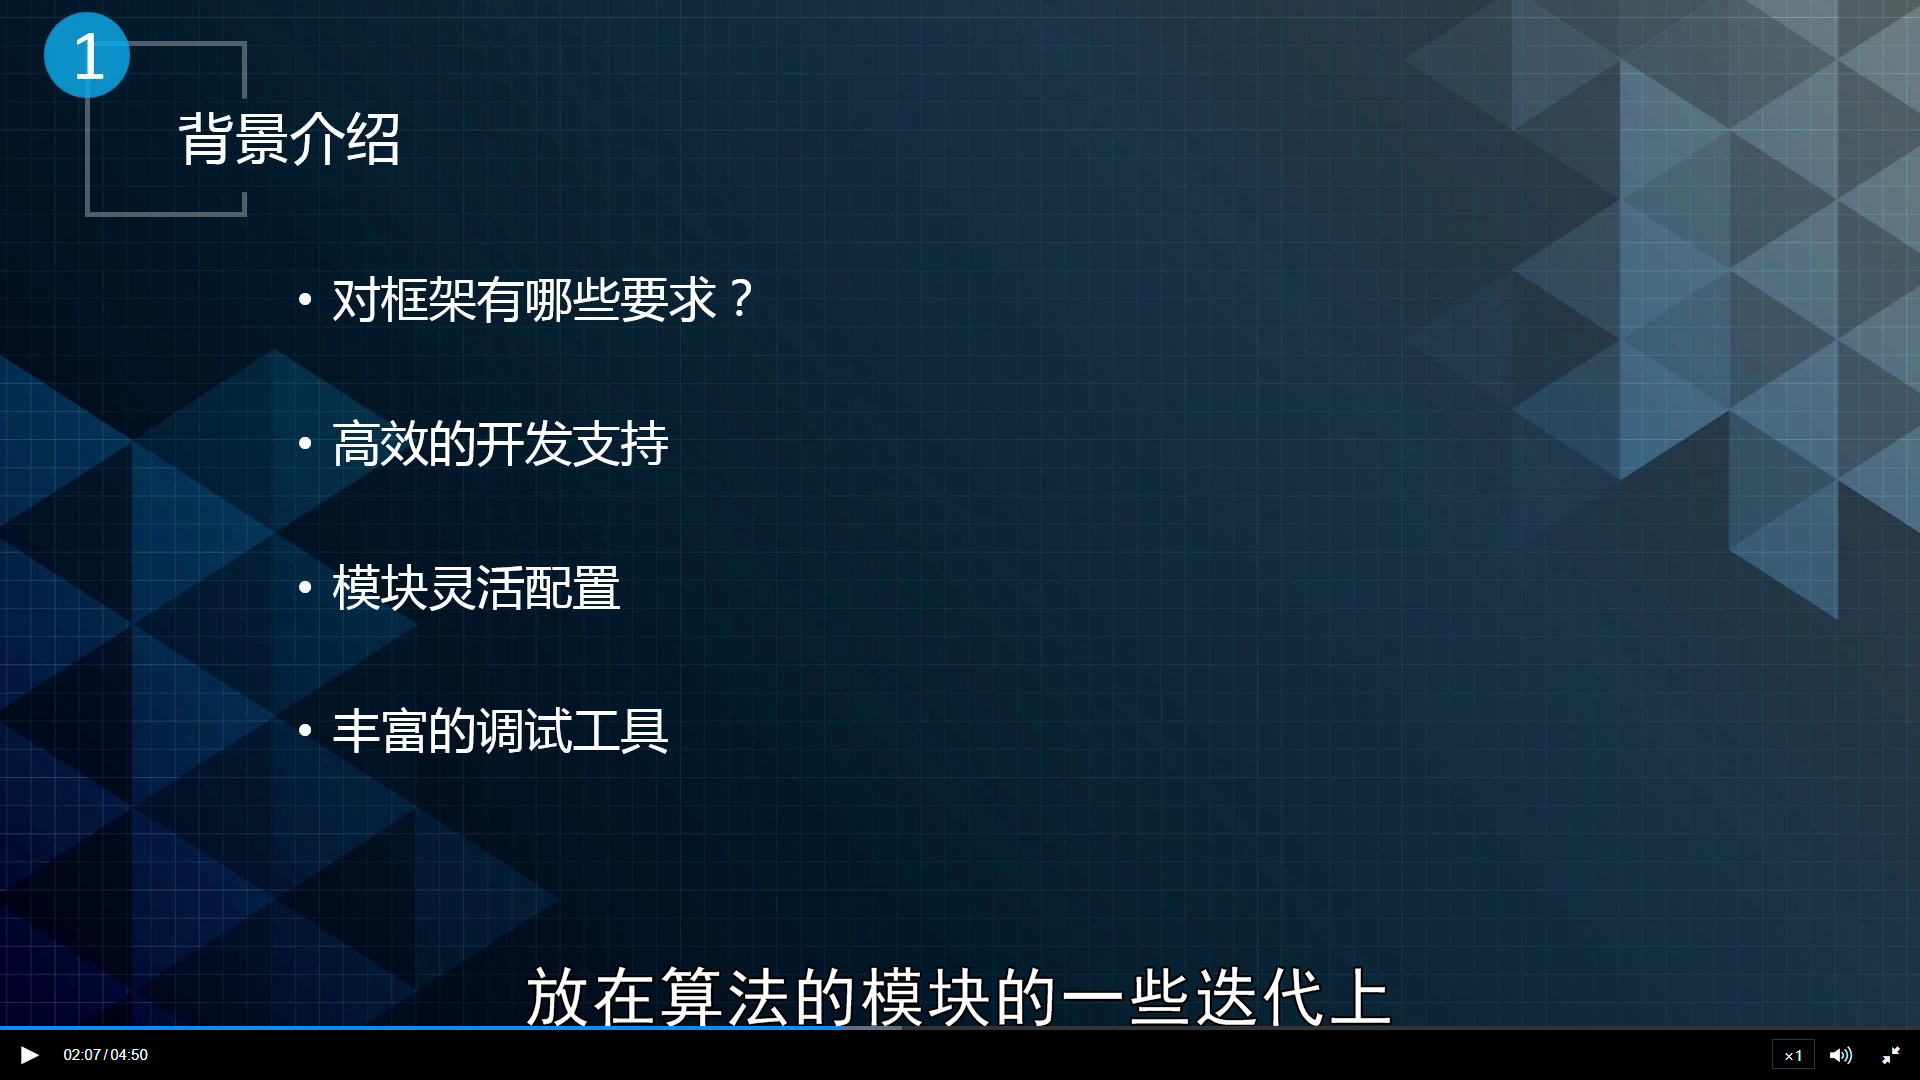 1
背景介绍
• 对框架有哪些要求？
• 高效的开发支持
• 模块灵活配置
• 丰富的调试工具
放在算法的模块的一些迭代上
02:07/04:50
×1